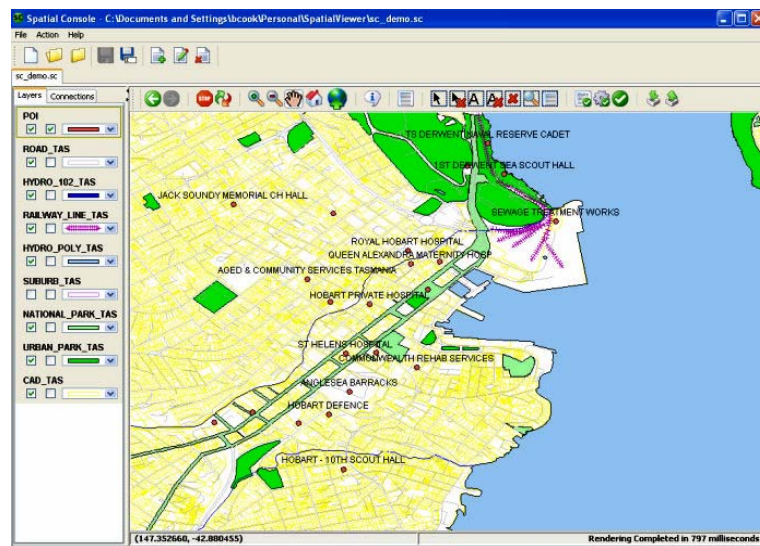 Spatial Console - C:\Documents and Settings\bcook\Personal\SpatialViewer\sc_demo.sc
File Action Help
sc_demo.sc
Layers Connections
POI
ROAD_TAS
HYDRO_102_TAS
RAILWAY_LINE_TAS
HYDRO_POLY_TAS
SUBURB_TAS
NATIONAL_PARK_TAS
URBAN_PARK_TAS
CAD_TAS
STOP
A A
TS DERWENT NAVAL RESERVE CADET
1ST DERWENT SEA SCOUT HALL
JACK SOUNDY MEMORIAL CH HALL
SEWAGE TREATMENT WORKS
ROYAL HOBART HOSPITAL
QUEEN ALEXANDRA MATERNITY HOSP
AGED & COMMUNITY SERVICES TASMANIA
HOBART PRIVATE HOSPITAL
ST HELENS HOSPITAL
COMMONWEALTH REHAB SERVICES
ANGLESEA BARRACKS
HOBART DEFENCE
HOBART - 10TH SCOUT HALL
(147.352660, -42.880455)
Rendering Completed in 797 milliseconds